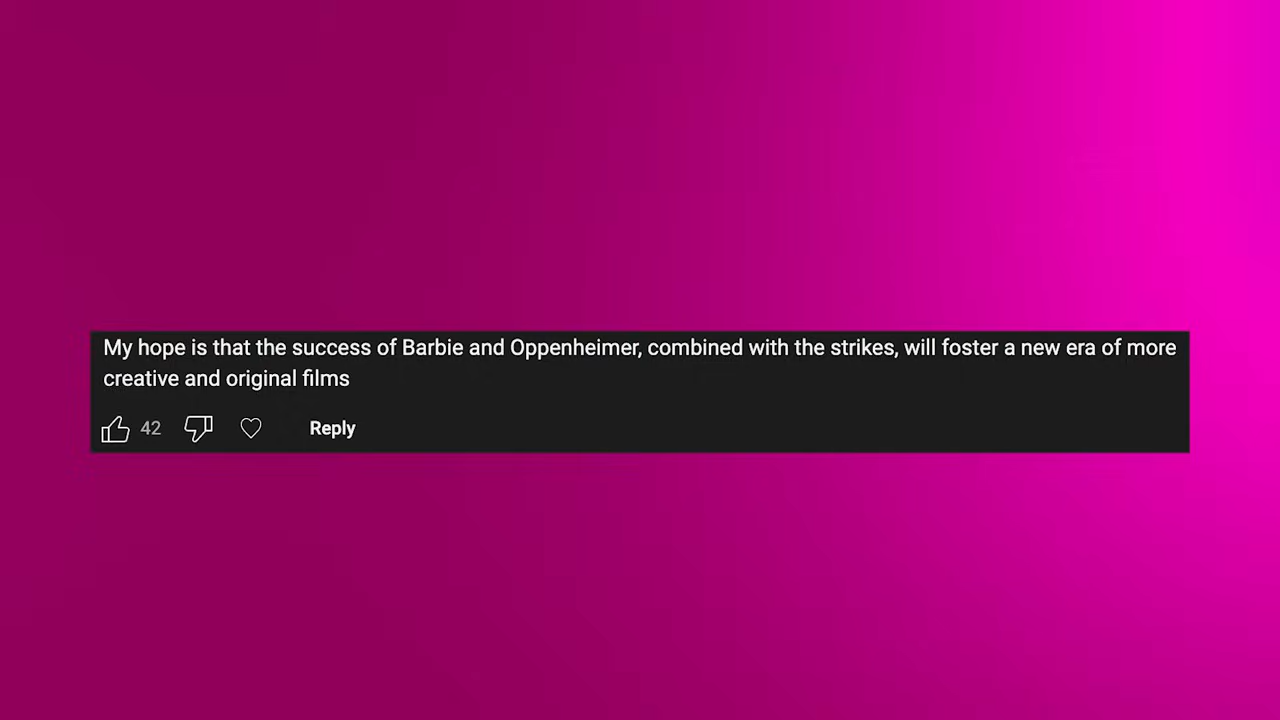 My hope is that the success of Barbie and Oppenheimer, combined with the strikes, will foster a new era of more
creative and original films
42 Reply